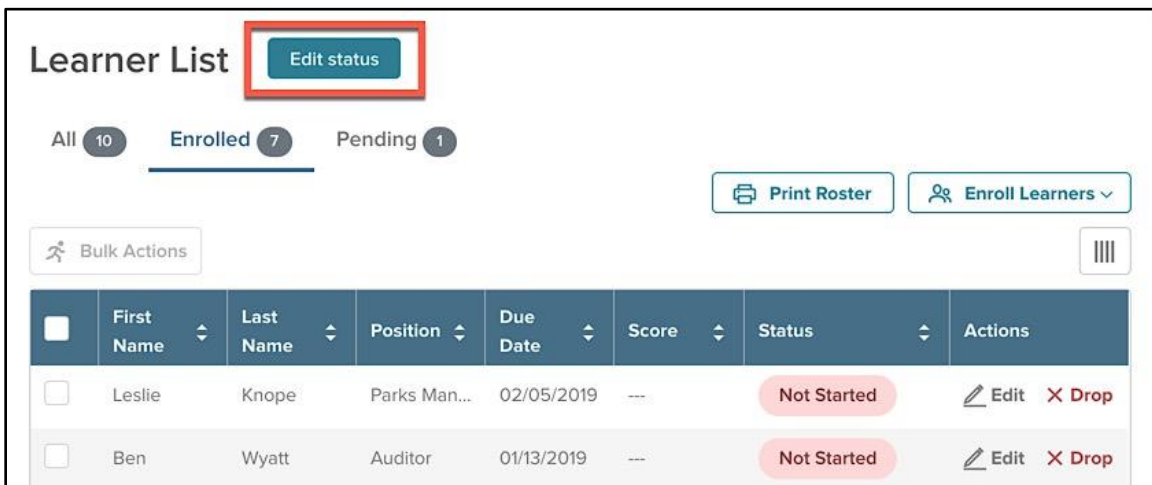 Learner List Edit status
All 10 Enrolled 7 Pending 1
Print Roster Enroll Learners
Bulk Actions
First Name Last Name Position Due Date Score Status Actions
Leslie Knope Parks Man... 02/05/2019 --- Not Started Edit Drop
Ben Wyatt Auditor 01/13/2019 --- Not Started Edit Drop